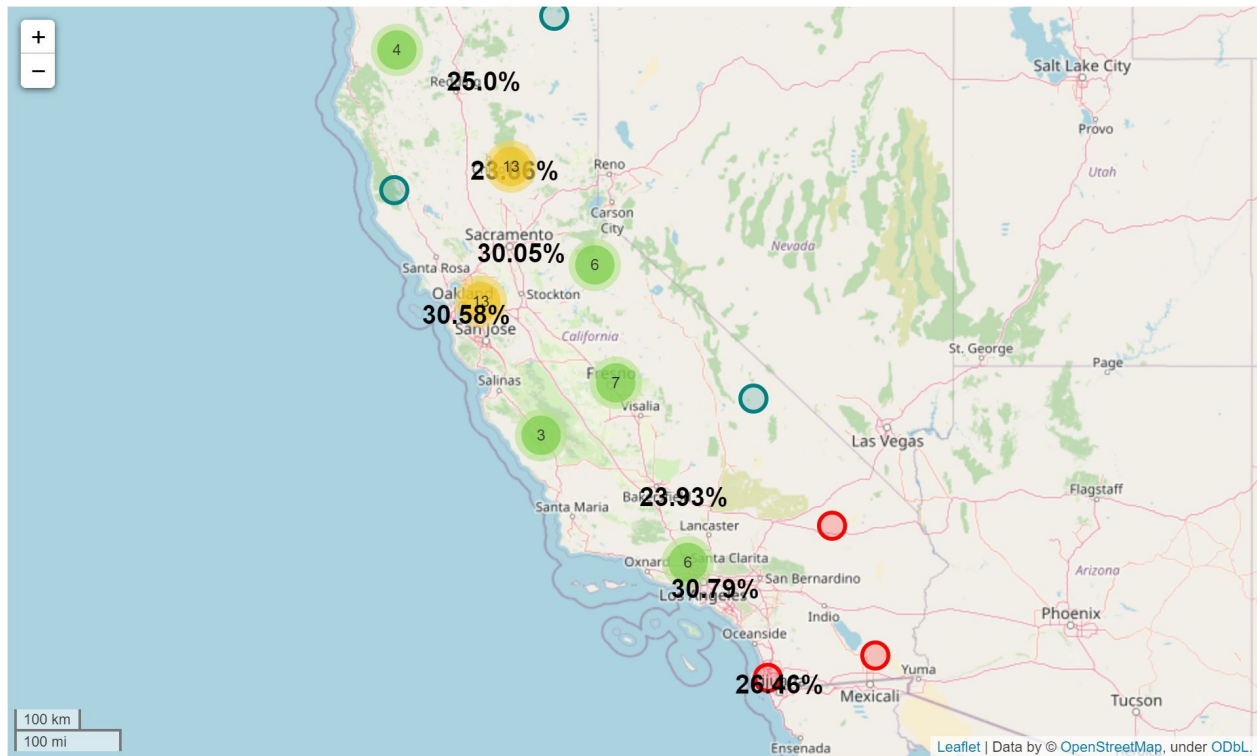 +
−
4
Salt Lake City
25.0%
Provo
13
Reno
Utah
Carson
City
Sacramento
Nevada
30.05%
6
Santa Rosa
Stockton
13
30.58%
San Jose
California
St. George
Page
Salinas
7
Visalia
3
Las Vegas
23.93%
Flagstaff
Santa Maria
Lancaster
6
Santa Clarita
Arizona
San Bernardino
30.79%
Los Angeles
Indio
Phoenix
Oceanside
26.46%
Yuma
Mexicali
Tucson
100 km
100 mi
Ensenada
Leaflet | Data by © OpenStreetMap, under ODbL.